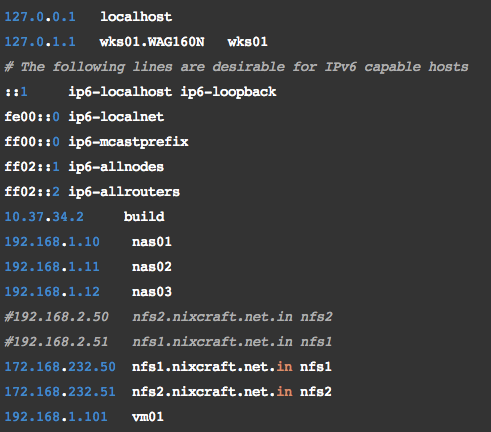 127.0.0.1 localhost
127.0.1.1 wks01.WAG160N wks01
# The following lines are desirable for IPv6 capable hosts
::1 ip6-localhost ip6-loopback
fe00::0 ip6-localnet
ff00::0 ip6-mcastprefix
ff02::1 ip6-allnodes
ff02::2 ip6-allrouters
10.37.34.2 build
192.168.1.10 nas01
192.168.1.11 nas02
192.168.1.12 nas03
#192.168.2.50 nfs2.nixcraft.net.in nfs2
#192.168.2.51 nfs1.nixcraft.net.in nfs1
172.168.232.50 nfs1.nixcraft.net.in nfs1
172.168.232.51 nfs2.nixcraft.net.in nfs2
192.168.1.101 vm01